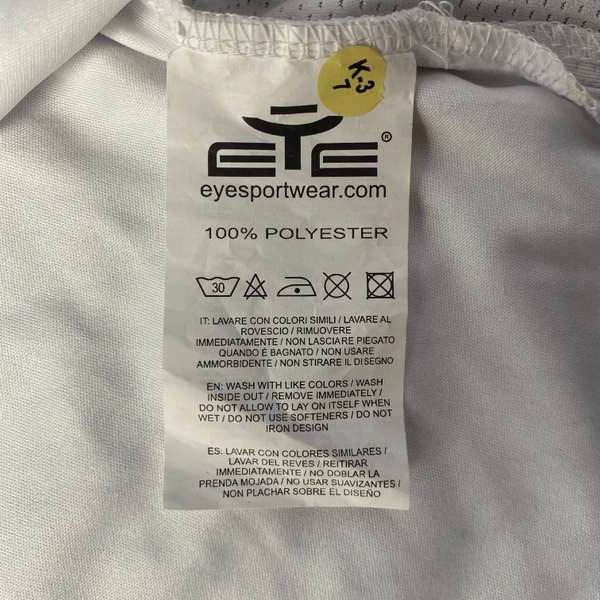 K-3
7
EYE®
eyesportwear.com
100% POLYESTER
30
IT: LAVARE CON COLORI SIMILI / LAVARE AL
ROVESCIO / RIMUOVERE
IMMEDIATAMENTE / NON LASCIARE PIEGATO
QUANDO È BAGNATO / NON USARE
AMMORBIDENTE / NON STIRARE IL DISEGNO
EN: WASH WITH LIKE COLORS / WASH
INSIDE OUT / REMOVE IMMEDIATELY /
DO NOT ALLOW TO LAY ON ITSELF WHEN
WET / DO NOT USE SOFTENERS / DO NOT
IRON DESIGN
ES: LAVAR CON COLORES SIMILARES /
LAVAR DEL REVES / REITIRAR
IMMEDIATAMENTE / NO DOBLAR LA
PRENDA MOJADA / NO USAR SUAVIZANTES /
NON PLACHAR SOBRE EL DISEÑO